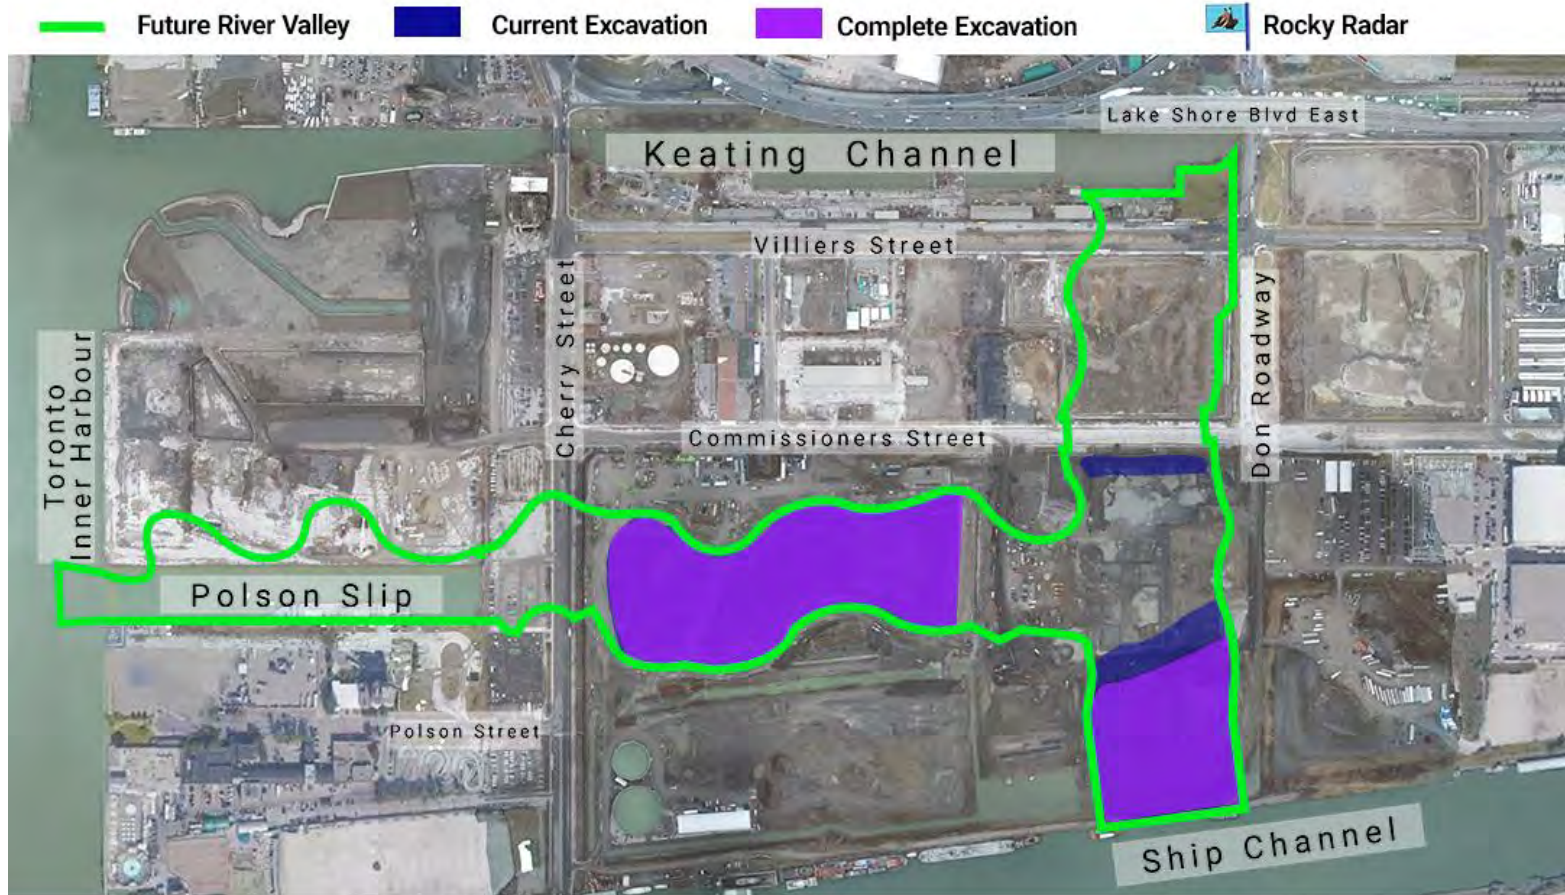 Future River Valley
Current Excavation
Complete Excavation
Rocky Radar
Lake Shore Blvd East
Keating Channel
Villiers Street
Cherry Street
Don Roadway
Toronto
Inner Harbour
Commissioners Street
Polson Slip
Polson Street
Ship Channel